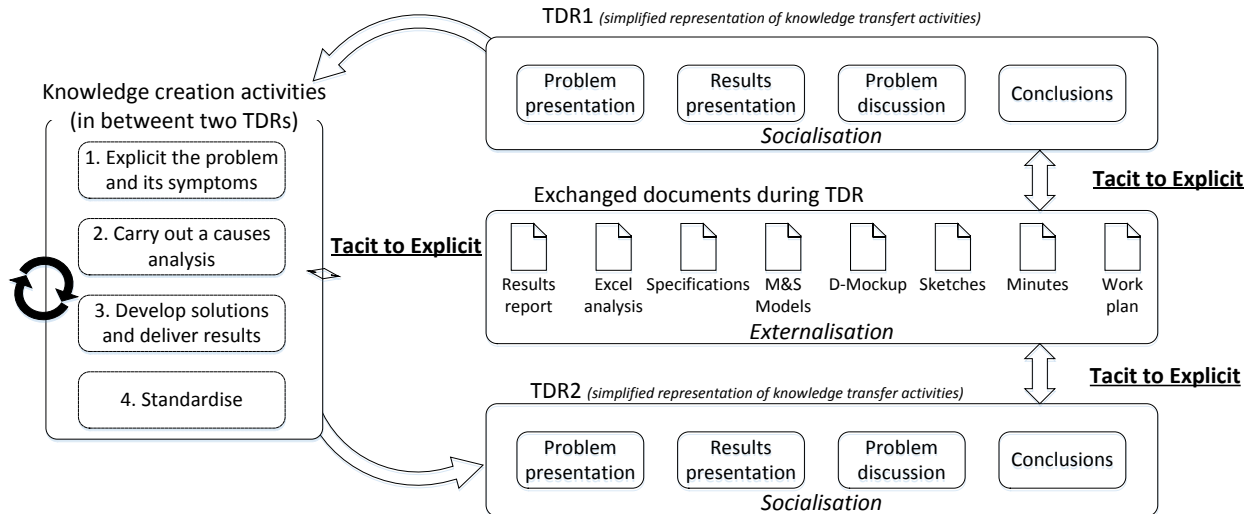 TDR1 (simplified representation of knowledge transfert activities)
Problem
presentation
Results
presentation
Problem
discussion
Conclusions
Socialisation
Knowledge creation activities
(in betweent two TDRs)
1. Explicit the problem
and its symptoms
2. Carry out a causes
analysis
3. Develop solutions
and deliver results
4. Standardise
Tacit to Explicit
Tacit to Explicit
Exchanged documents during TDR
Results
report
Excel
analysis
Specifications
M&S
Models
D-Mockup
Sketches
Minutes
Work
plan
Externalisation
Tacit to Explicit
TDR2 (simplified representation of knowledge transfer activities)
Problem
presentation
Results
presentation
Problem
discussion
Conclusions
Socialisation